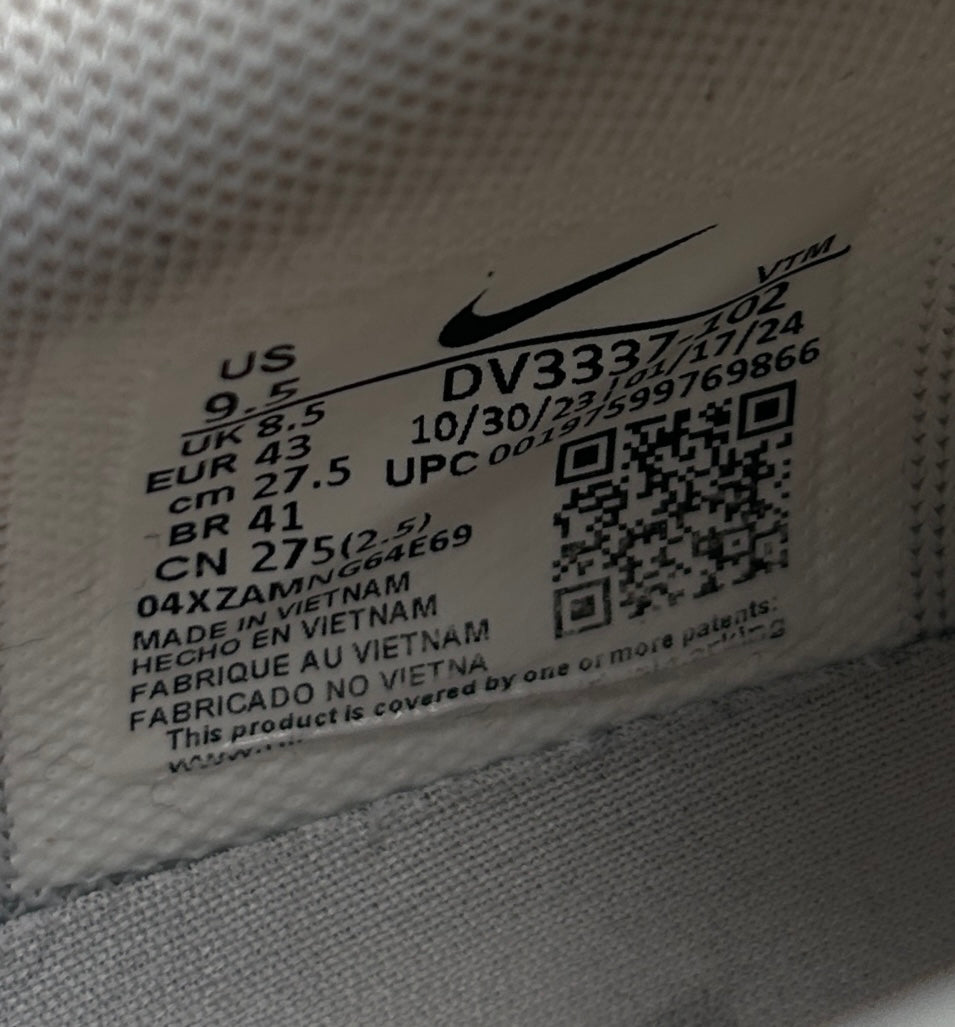 VTM
US
9.5
DV3337-102
UK 8.5
10/30/23/01/17/24
EUR 43
UPC 00197599769866
cm 27.5
BR 41
CN 275(2.5)
04XZAMNG64E69
MADE IN VIETNAM
HECHO EN VIETNAM
FABRIQUE AU VIETNAM
FABRICADO NO VIETNA
This product is covered by one or more patents: